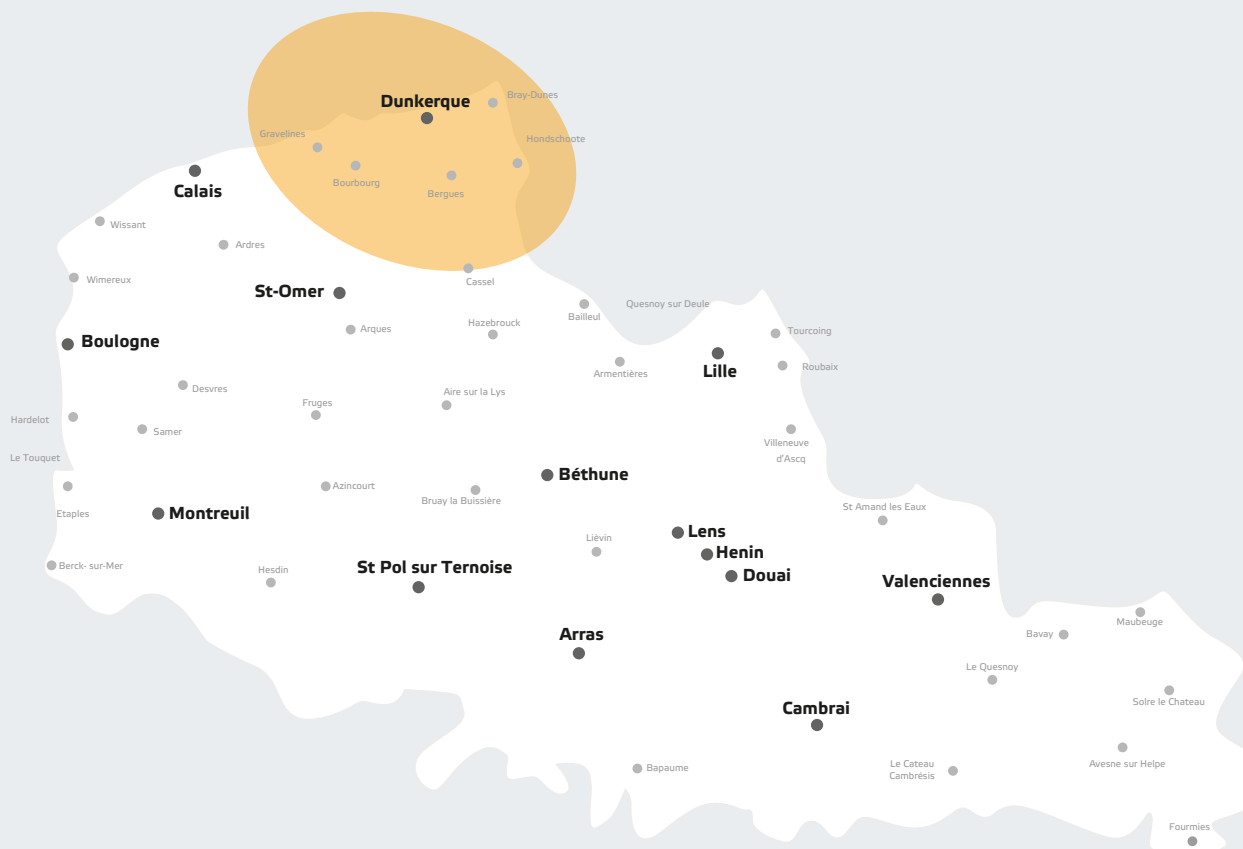 Bray-Dunes
Dunkerque
Gravelines
Hondschoote
Bourbourg
Bergues
Calais
Wissant
Ardres
Wimereux
Cassel
St-Omer
Quesnoy sur Deule
Bailleul
Hazebrouck
Arques
Tourcoing
Boulogne
Roubaix
Lille
Armentières
Desvres
Aire sur la Lys
Fruges
Hardelot
Samer
Villeneuve
d'Ascq
Le Touquet
Béthune
Azincourt
Bruay la Buissière
St Amand les Eaux
Etaples
Montreuil
Lens
Lièvin
Henin
Berck- sur-Mer
Hesdin
St Pol sur Ternoise
Douai
Valenciennes
Maubeuge
Arras
Bavay
Le Quesnoy
Solre le Chateau
Cambrai
Bapaume
Le Cateau
Cambrésis
Avesne sur Helpe
Fourmies